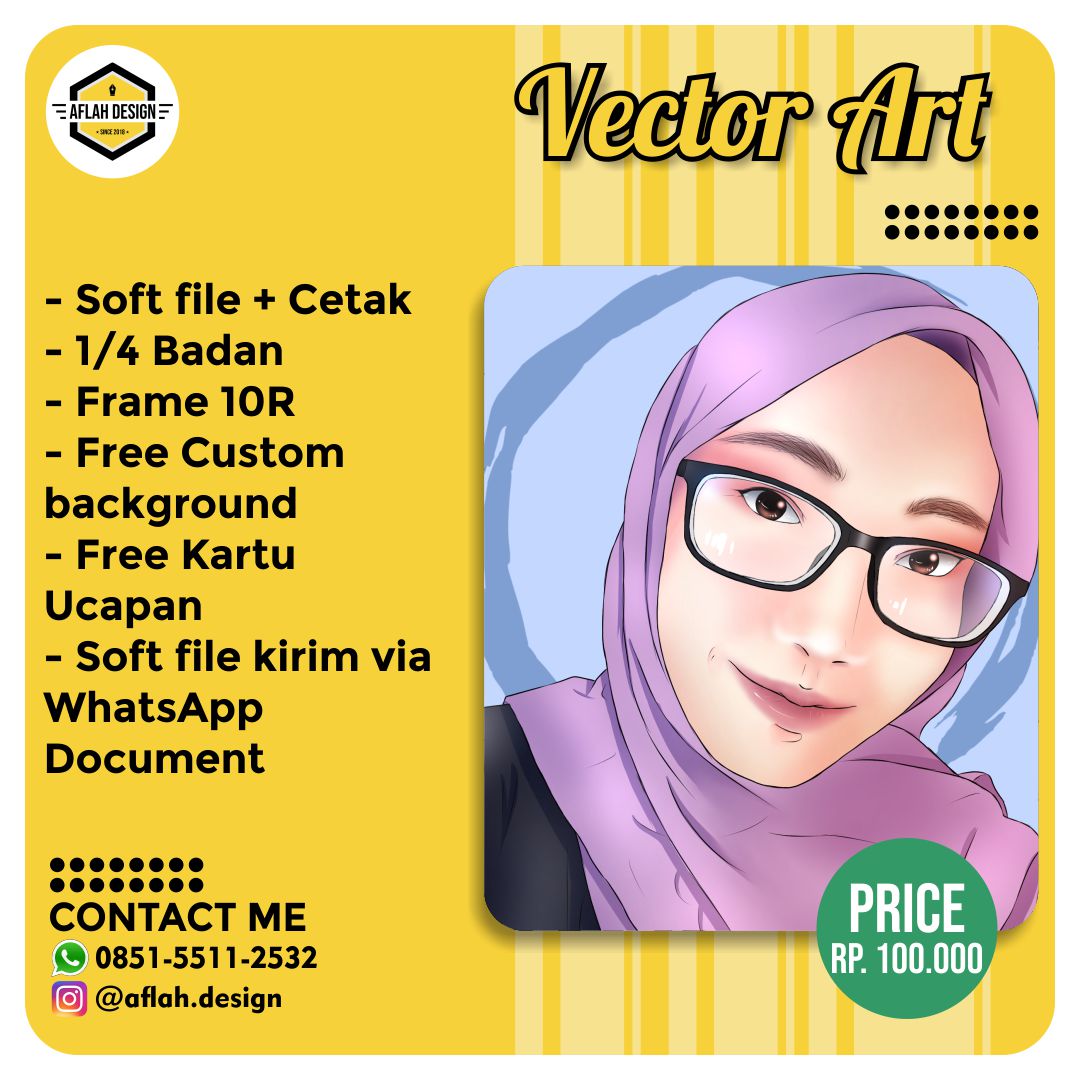 AFLAH DESIGN
• SINCE 2018 •
Vector Art
- Soft file + Cetak
- 1/4 Badan
- Frame 10R
- Free Custom
background
- Free Kartu
Ucapan
- Soft file kirim via
WhatsApp
Document
CONTACT ME
0851-5511-2532
@aflah.design
PRICE
RP. 100.000